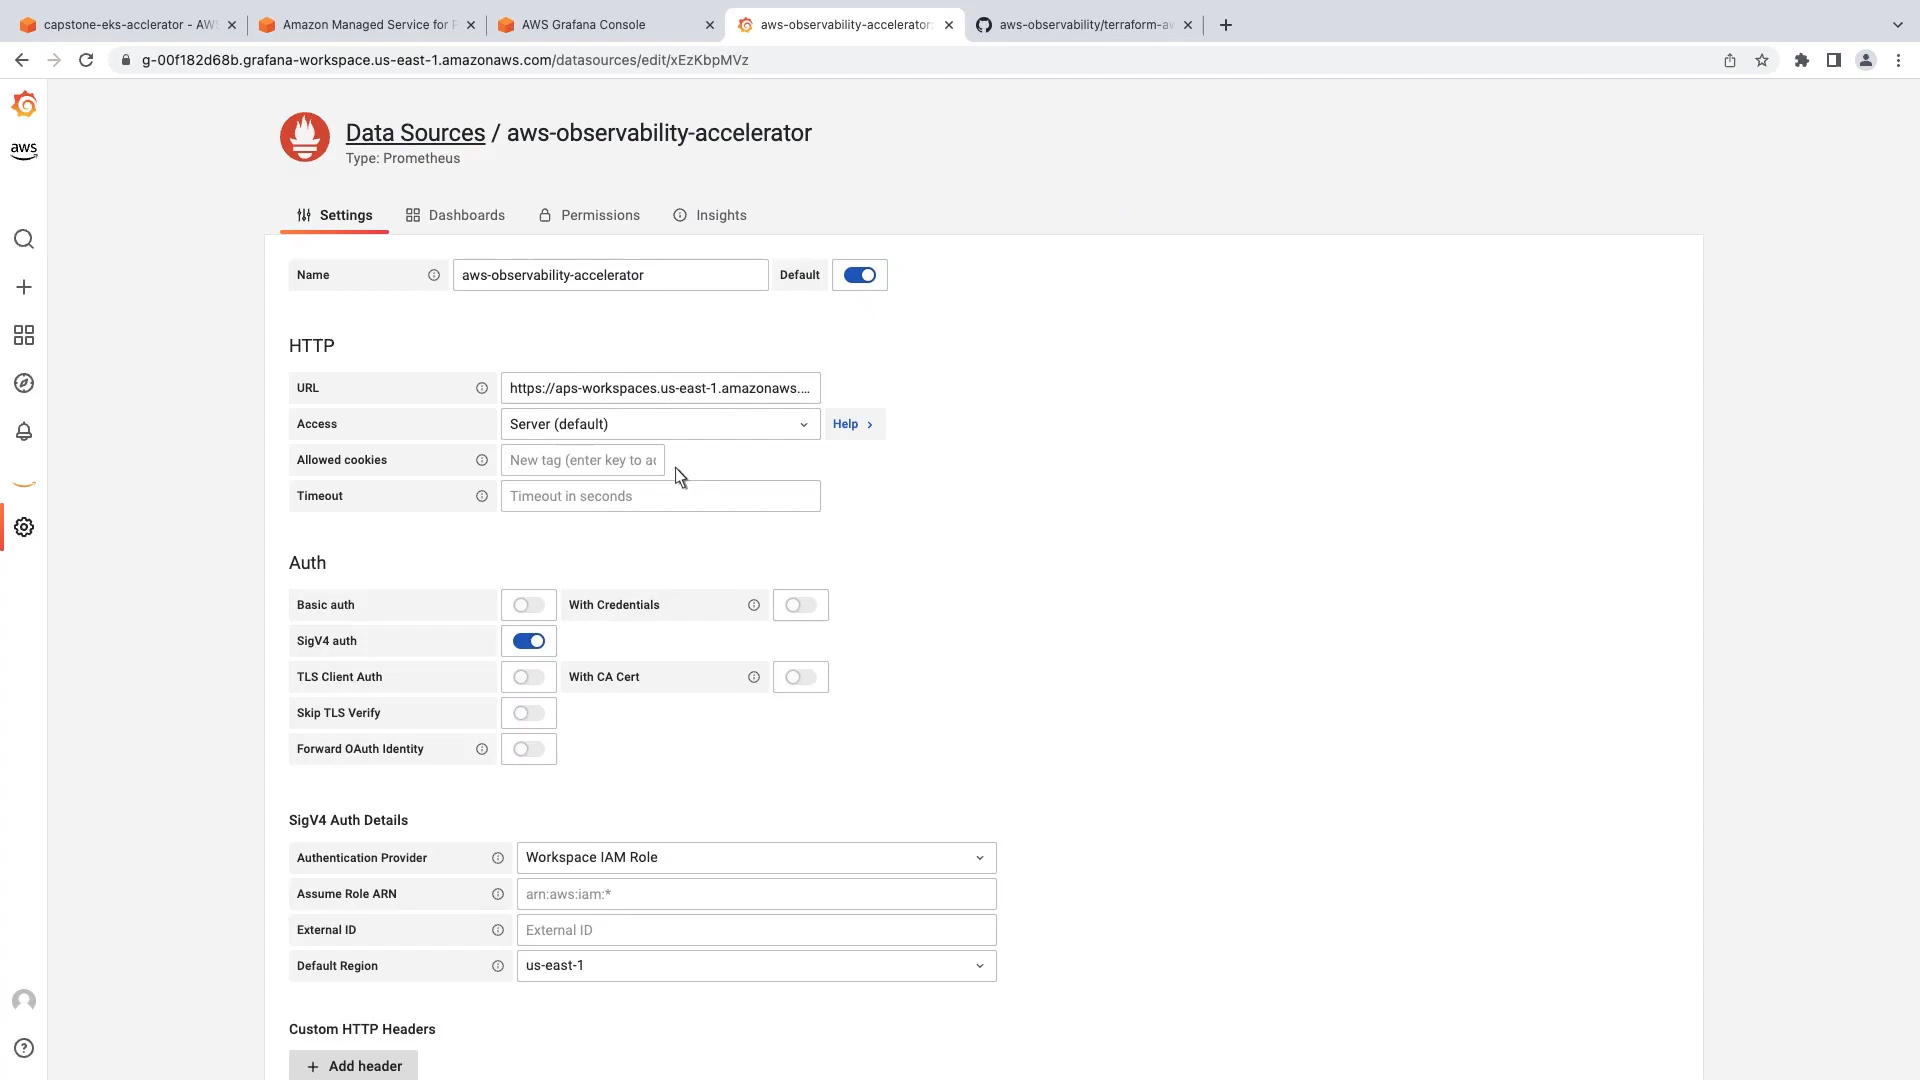 capstone-eks-acclerator - AWS
Amazon Managed Service for P
AWS Grafana Console
aws-observability-accelerator:
aws-observability/terraform-aw
g-00f182d68b.grafana-workspace.us-east-1.amazonaws.com/datasources/edit/xEzKbpMVz
aws
Data Sources / aws-observability-accelerator
Type: Prometheus
Settings
Dashboards
Permissions
Insights
Name
aws-observability-accelerator
Default
HTTP
URL
https://aps-workspaces.us-east-1.amazonaws....
Access
Server (default)
Help
Allowed cookies
New tag (enter key to ac
Timeout
Timeout in seconds
Auth
Basic auth
With Credentials
SigV4 auth
TLS Client Auth
With CA Cert
Skip TLS Verify
Forward OAuth Identity
SigV4 Auth Details
Authentication Provider
Workspace IAM Role
Assume Role ARN
arn:aws:iam:*
External ID
External ID
Default Region
us-east-1
Custom HTTP Headers
Add header